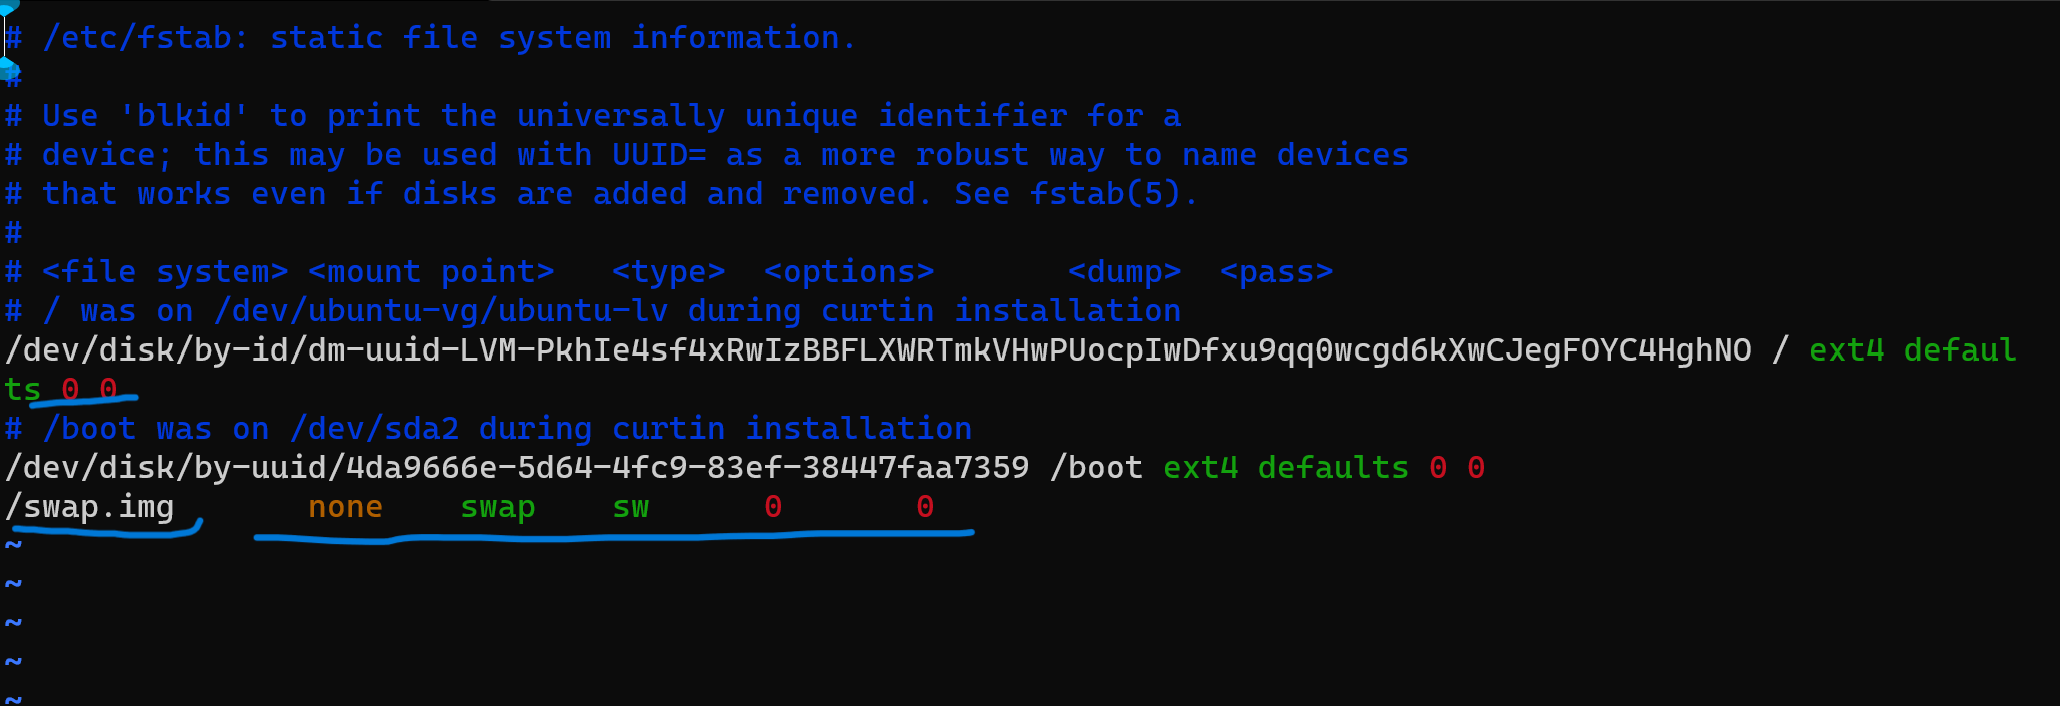 # /etc/fstab: static file system information.
#
# Use 'blkid' to print the universally unique identifier for a
# device; this may be used with UUID= as a more robust way to name devices
# that works even if disks are added and removed. See fstab(5).
#
# <file system> <mount point>   <type>  <options>       <dump>  <pass>
# / was on /dev/ubuntu-vg/ubuntu-lv during curtin installation
/dev/disk/by-id/dm-uuid-LVM-PkhIe4sf4xRwIzBBFLXWRTmkVHwPUocpIwDfxu9qq0wcgd6kXwCJegFOYC4HghNO / ext4 defaul
ts 0 0
# /boot was on /dev/sda2 during curtin installation
/dev/disk/by-uuid/4da9666e-5d64-4fc9-83ef-38447faa7359 /boot ext4 defaults 0 0
/swap.img       none    swap    sw      0       0
~
~
~
~
~